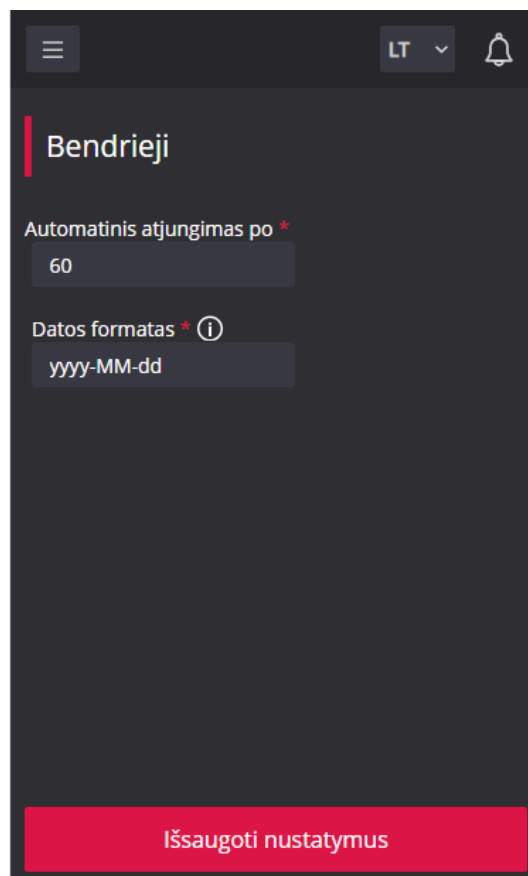 LT
Bendrieji
Automatinis atjungimas po *
60
Datos formatas *
yyyy-MM-dd
Išsaugoti nustatymus